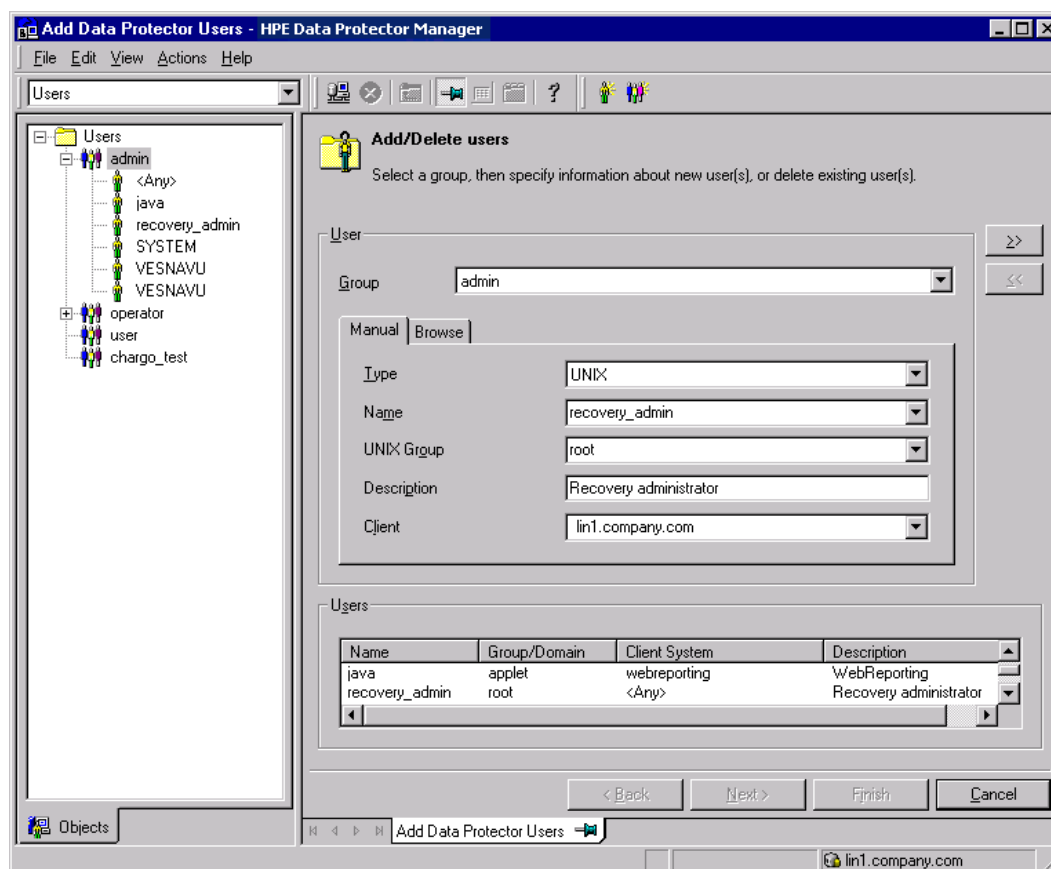 Add Data Protector Users - HPE Data Protector Manager
File Edit View Actions Help
Users
Users
admin
<Any>
java
recovery_admin
SYSTEM
VESNAVU
VESNAVU
operator
user
chargo_test
Objects
Add/Delete users
Select a group, then specify information about new user(s), or delete existing user(s).
User
>>
<<
Group admin
Manual Browse
Type UNIX
Name recovery_admin
UNIX Group root
Description Recovery administrator
Client lin1.company.com
Users
Name Group/Domain Client System Description
java applet webreporting WebReporting
recovery_admin root <Any> Recovery administrator
< Back Next > Finish Cancel
Add Data Protector Users
lin1.company.com